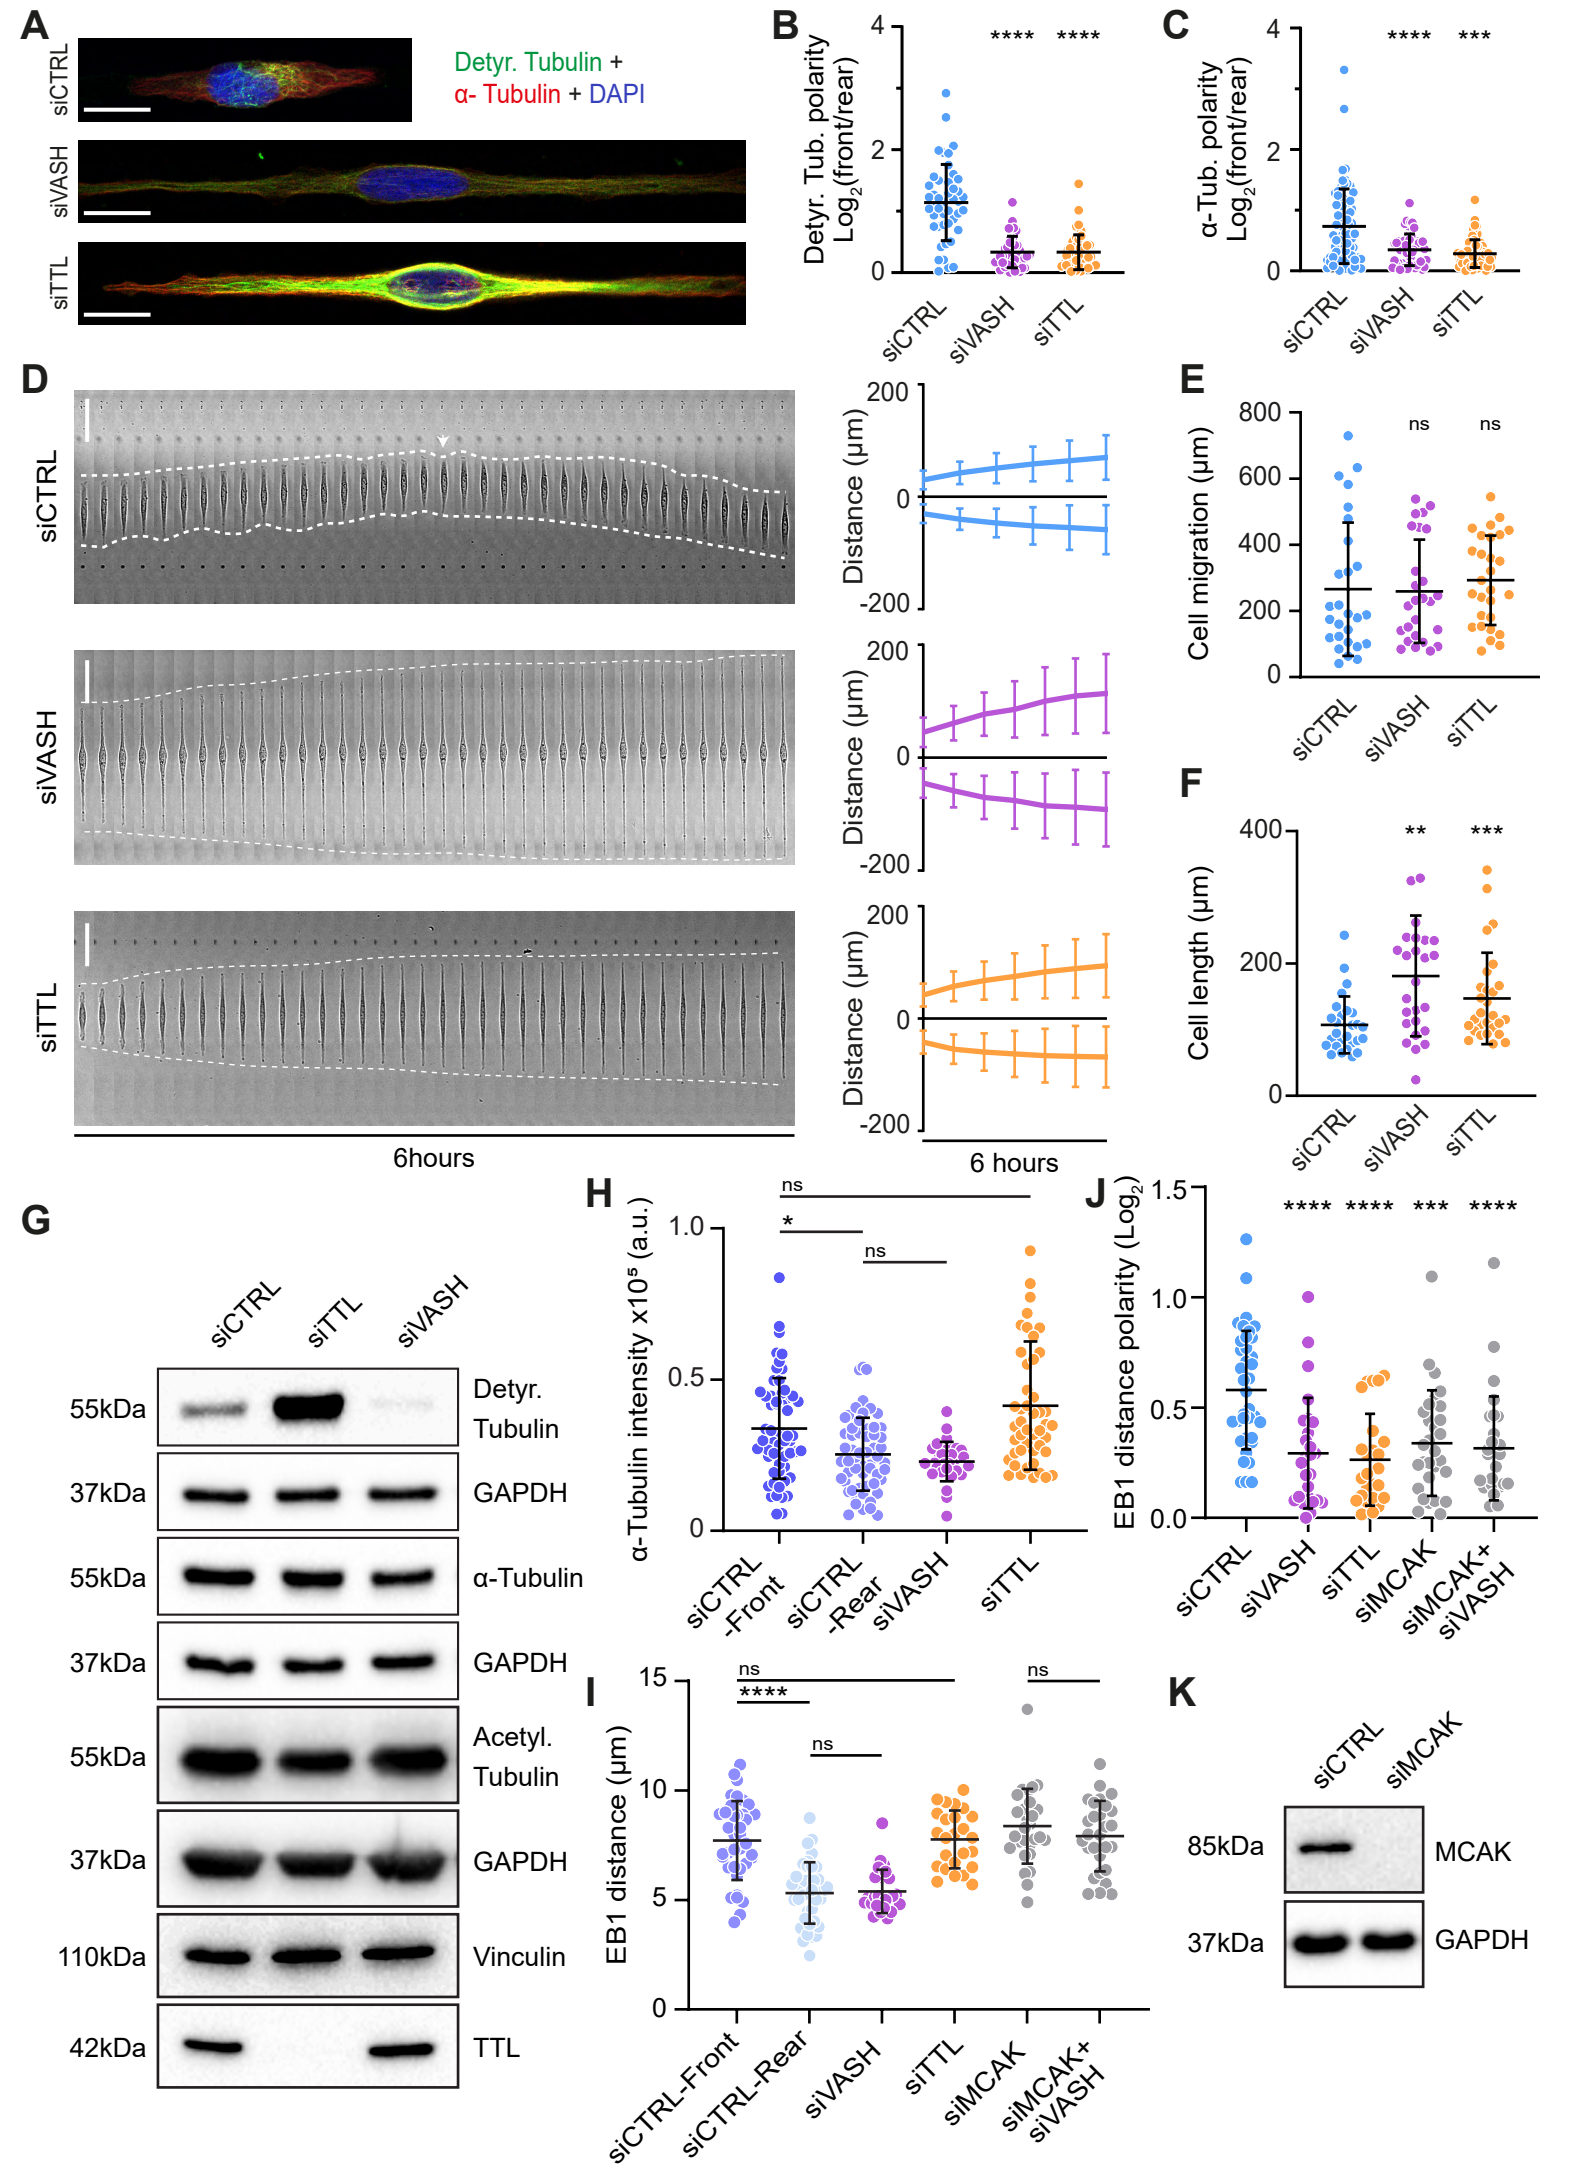 A
siCTRL
siVASH
siTTL
Detyr. Tubulin +
α- Tubulin + DAPI
B
Detyr. Tub. polarity
Log2(front/rear)
4
2
0
**** ****
siCTRL
siVASH
siTTL
C
α-Tub. polarity
Log2(front/rear)
4
2
0
**** ***
siCTRL
siVASH
siTTL
D
siCTRL
siVASH
siTTL
6hours
Distance (µm)
200
0
-200
Distance (µm)
200
0
-200
Distance (µm)
200
0
-200
6 hours
E
Cell migration (µm)
800
600
400
200
0
ns ns
siCTRL
siVASH
siTTL
F
Cell length (µm)
400
200
0
** ***
siCTRL
siVASH
siTTL
G
siCTRL
siTTL
siVASH
55kDa
Detyr.
Tubulin
37kDa GAPDH
55kDa α-Tubulin
37kDa GAPDH
55kDa
Acetyl.
Tubulin
37kDa GAPDH
110kDa Vinculin
42kDa TTL
H
α-Tubulin intensity x10⁵ (a.u.)
1.0
0.5
0
ns
*
ns
siCTRL
-Front
siCTRL
-Rear
siVASH
siTTL
I
EB1 distance (µm)
15
10
5
0
ns
****
ns
ns
siCTRL-Front
siCTRL-Rear
siVASH
siTTL
siMCAK
siMCAK+
siVASH
J
EB1 distance polarity (Log2)
1.5
1.0
0.5
0.0
**** **** *** ****
siCTRL
siVASH
siTTL
siMCAK
siMCAK+
siVASH
K
siCTRL
siMCAK
85kDa MCAK
37kDa GAPDH